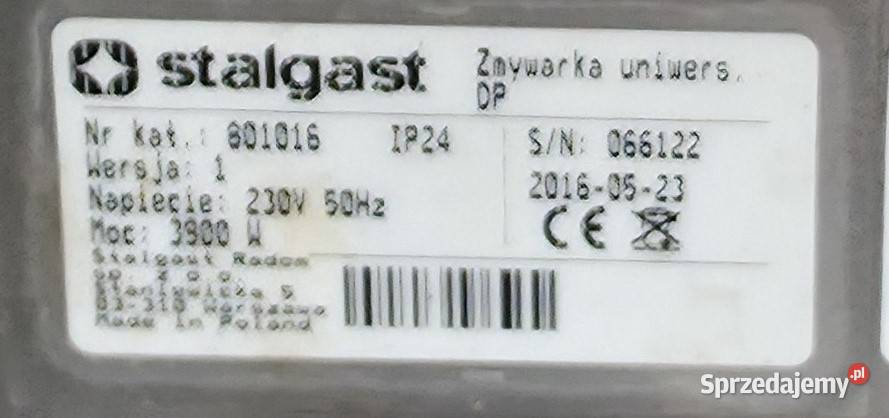 stalgast
Zmywarka uniwers.
DP
Nr kat.: 801016 IP24
Wersja: 1
Napiecie: 230V 50Hz
Moc: 3900 W
S/N: 066122
2016-05-23
CE
Stalgast Radom
sp. z o.o.
Staniewicka 5
03-310 Warszawa
Made in Poland
Sprzedajemy.pl